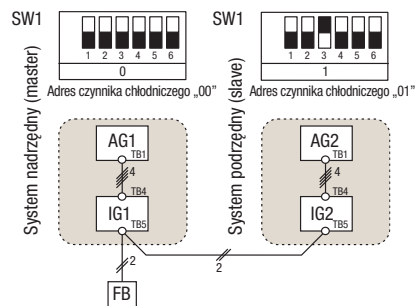 SW1
1 2 3 4 5 6
0
Adres czynnika chłodniczego „00”
SW1
1 2 3 4 5 6
1
Adres czynnika chłodniczego „01”
System nadrzędny (master)
AG1
TB1
4
TB4
IG1
TB5
2
FB
System podrzędny (slave)
AG2
TB1
4
TB4
IG2
TB5
2